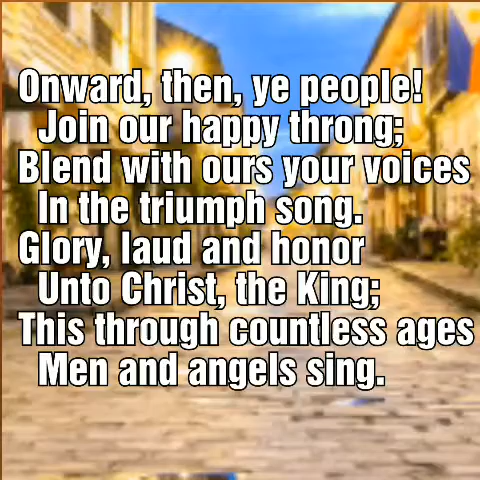 Onward, then, ye people!
Join our happy throng;
Blend with ours your voices
In the triumph song.
Glory, laud and honor
Unto Christ, the King;
This through countless ages
Men and angels sing.